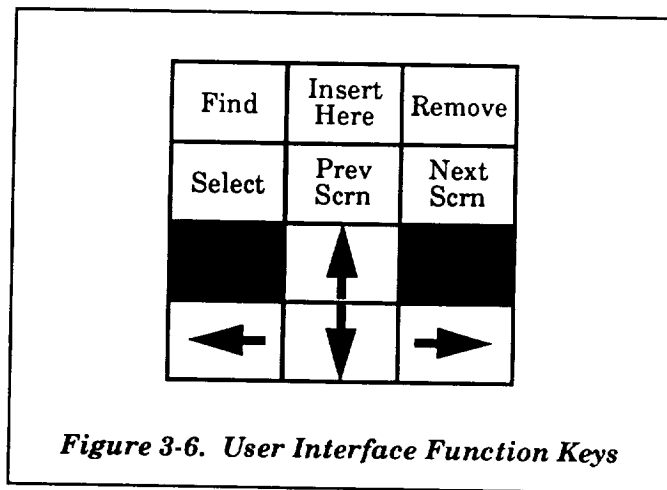 Find
Insert
Here
Remove
Select
Prev
Scrn
Next
Scrn
Figure 3-6. User Interface Function Keys